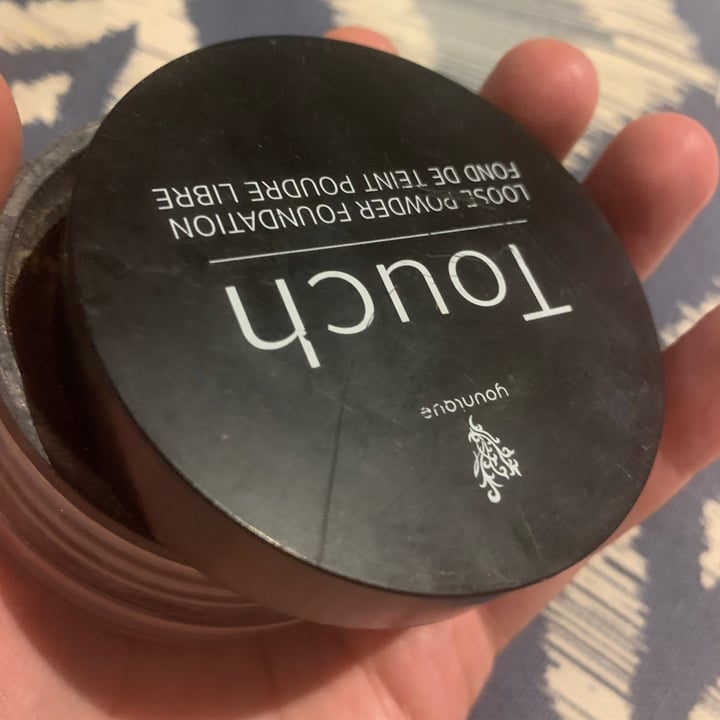 younique
Touch
LOOSE POWDER FOUNDATION
FOND DE TEINT POUDRE LIBRE